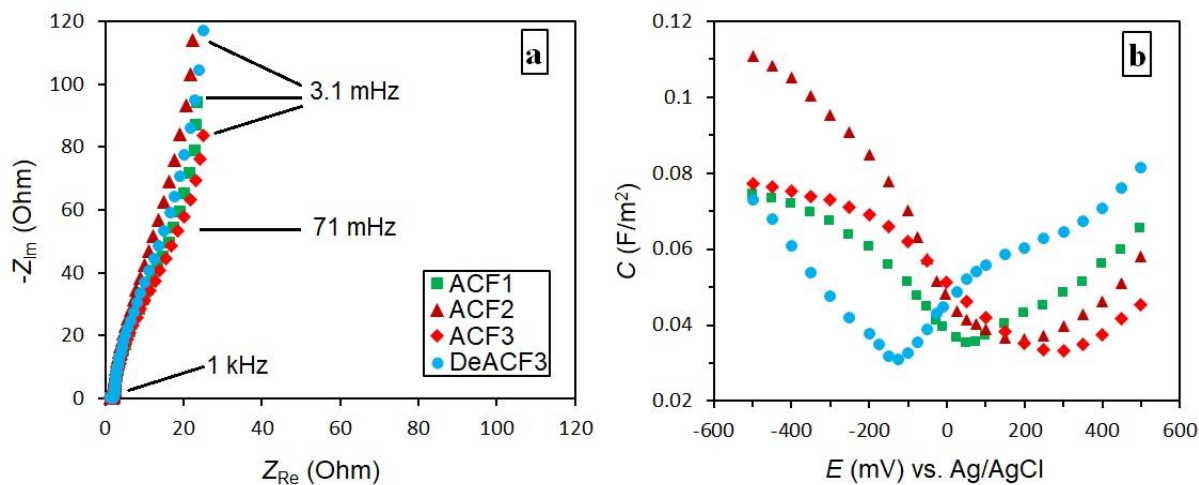 120
100
80
60
40
20
0
-Z_Im (Ohm)
a
3.1 mHz
71 mHz
1 kHz
ACF1
ACF2
ACF3
DeACF3
0 20 40 60 80 100 120
Z_Re (Ohm)
0.12
0.1
0.08
0.06
0.04
0.02
C (F/m²)
b
-600 -400 -200 0 200 400 600
E (mV) vs. Ag/AgCl